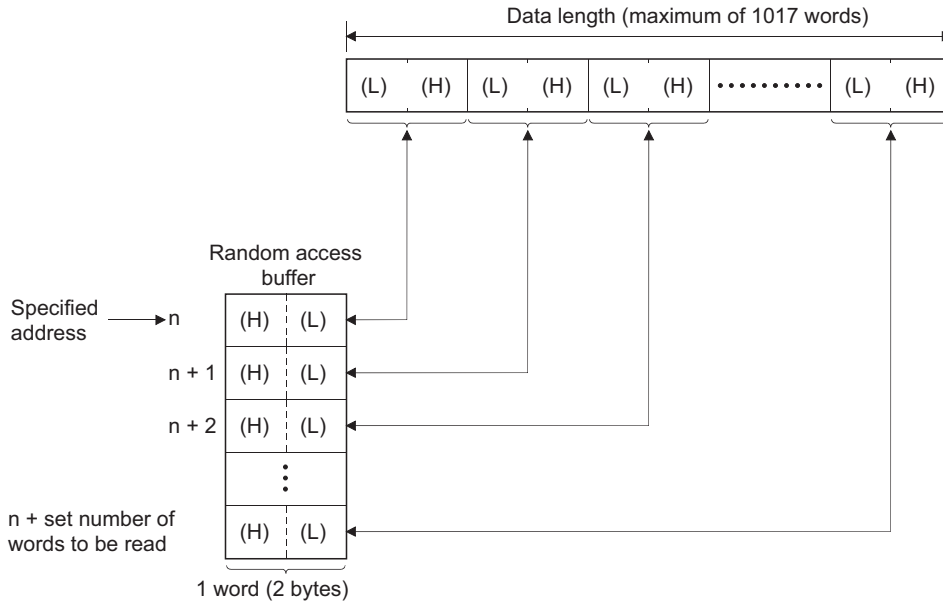 Data length (maximum of 1017 words)
(L) (H) (L) (H) (L) (H) (L) (H)
Random access
buffer
Specified
address
n (H) (L)
n + 1 (H) (L)
n + 2 (H) (L)
n + set number of
words to be read
(H) (L)
1 word (2 bytes)